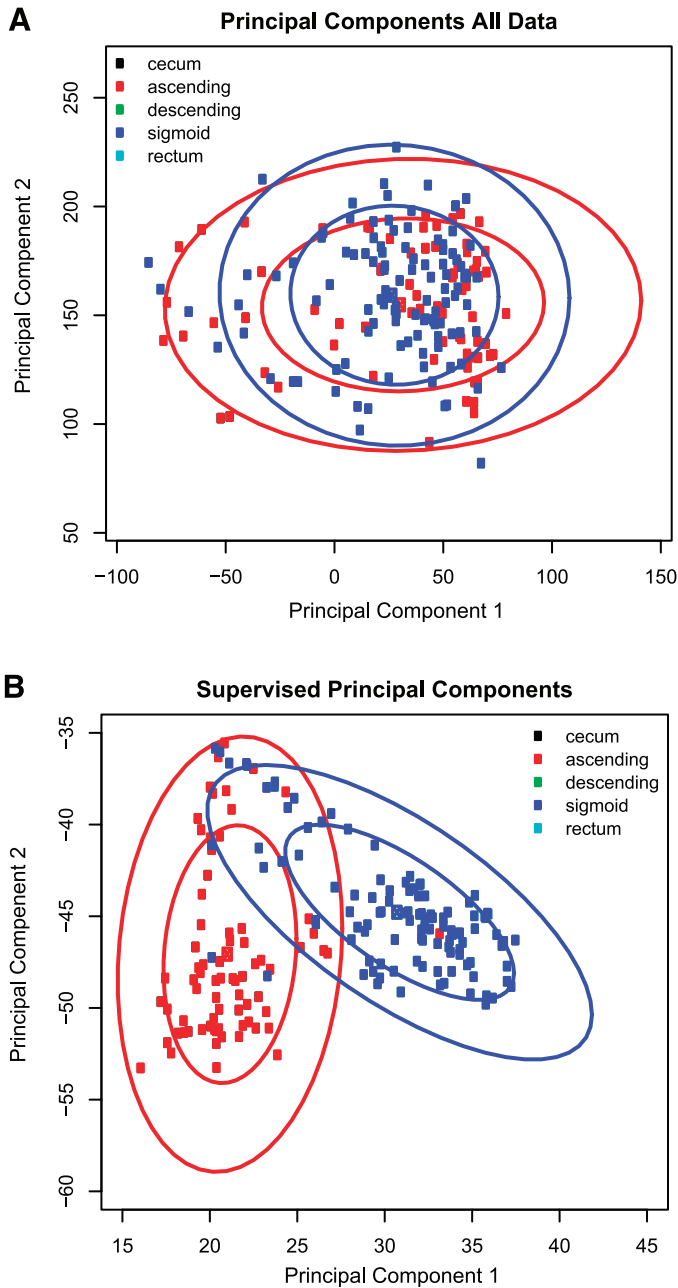 A
Principal Components All Data
cecum
ascending
descending
sigmoid
rectum
250
200
150
100
50
Principal Compenent 2
−100
−50
0
50
100
150
Principal Component 1
B
Supervised Principal Components
cecum
ascending
descending
sigmoid
rectum
−35
−40
−45
−50
−55
−60
Principal Component 2
15
20
25
30
35
40
45
Principal Component 1